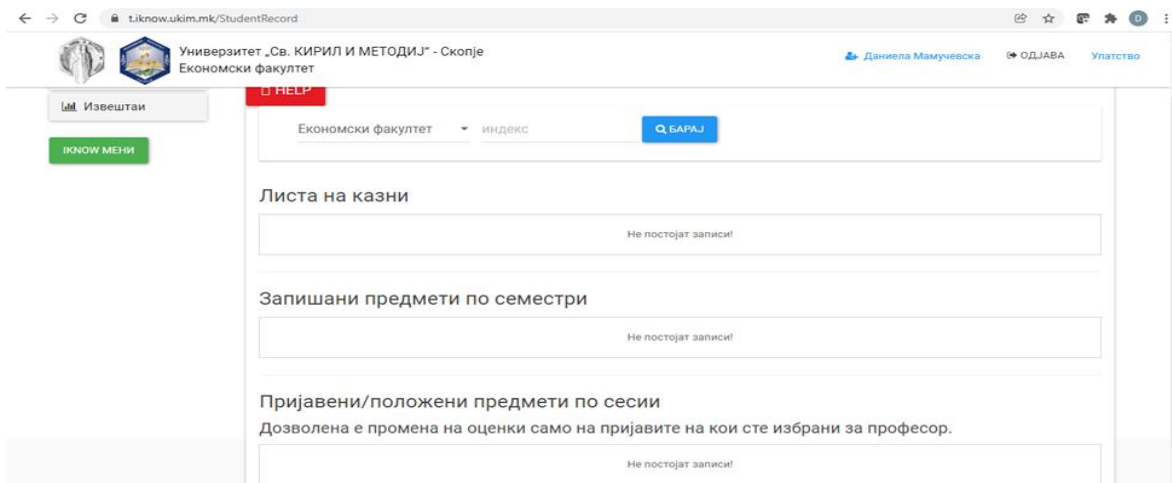 t.iknow.ukim.mk/StudentRecord
D
Универзитет „Св. КИРИЛ И МЕТОДИЈ“ - Скопје
Економски факултет
Даниела Мамучевска
ОДЈАВА
Упатство
HELP
Извештаи
IKNOW МЕНИ
Економски факултет
индекс
БАРАЈ
Листа на казни
Не постојат записи!
Запишани предмети по семестри
Не постојат записи!
Пријавени/положени предмети по сесии
Дозволена е промена на оценки само на пријавите на кои сте избрани за професор.
Не постојат записи!